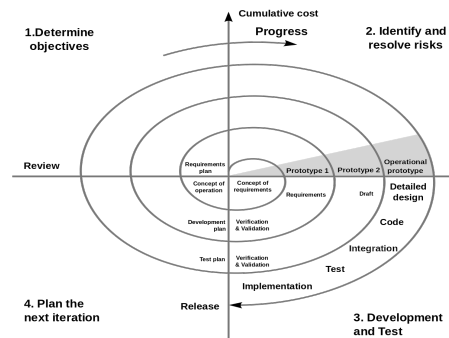 Cumulative cost
Progress
1.Determine
objectives
2. Identify and
resolve risks
Review
Requirements
plan
Prototype 1
Prototype 2
Operational
prototype
Concept of
operation
Concept of
requirements
Requirements
Draft
Detailed
design
Development
plan
Verification
& Validation
Code
Integration
Test plan
Verification
& Validation
Test
Implementation
4. Plan the
next iteration
Release
3. Development
and Test